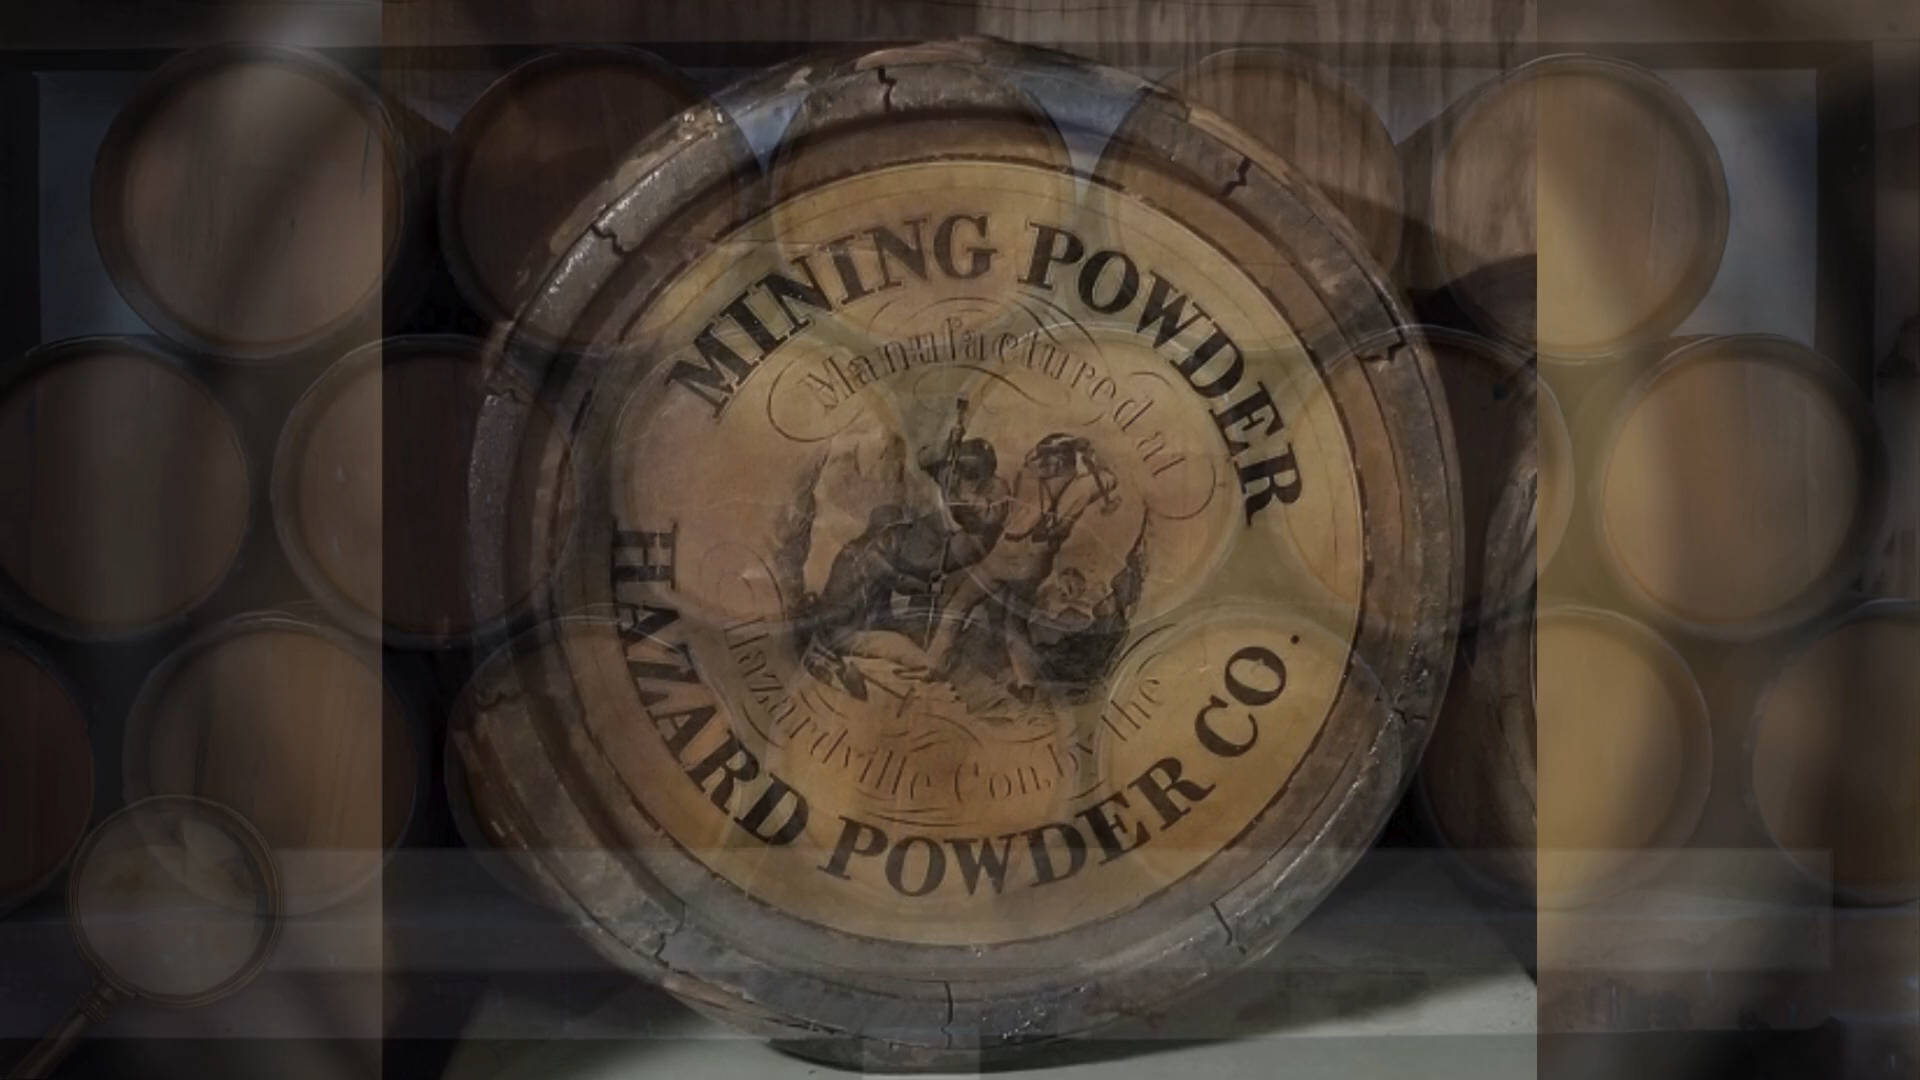 MINING POWDER
Manufactured at
Hazardville Con. by the
HAZARD POWDER CO.